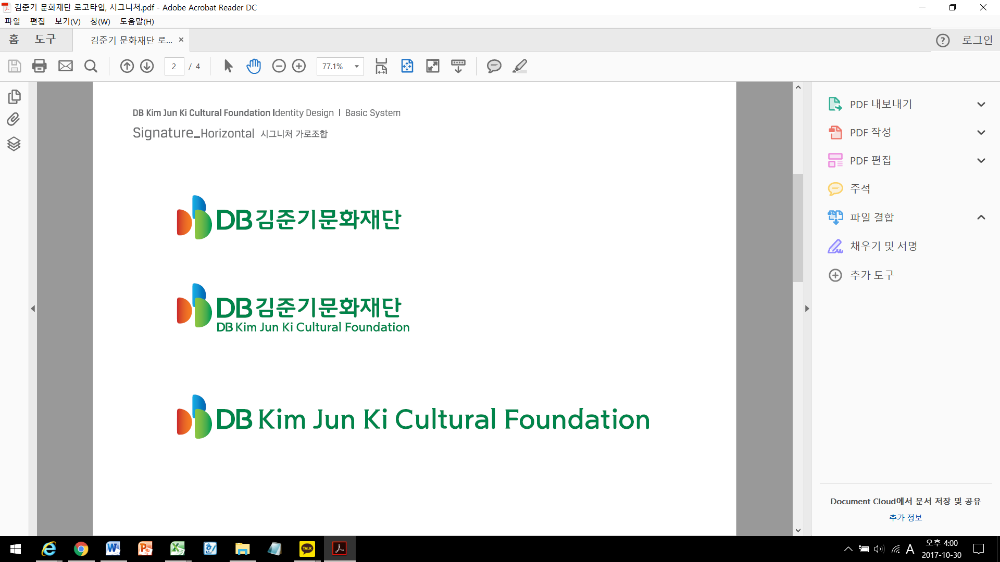 김준기 문화재단 로고타입, 시그니처.pdf - Adobe Acrobat Reader DC
파일 편집 보기(V) 창(W) 도움말(H)
홈 도구 김준기 문화재단 로... × ? 로그인
2 / 4 77.1%
DB Kim Jun Ki Cultural Foundation Identity Design | Basic System
Signature_Horizontal 시그니처 가로조합
DB김준기문화재단
DB김준기문화재단
DB Kim Jun Ki Cultural Foundation
DB Kim Jun Ki Cultural Foundation
PDF 내보내기
PDF 작성
PDF 편집
주석
파일 결합
채우기 및 서명
추가 도구
Document Cloud에서 문서 저장 및 공유
추가 정보
TALK
A
오후 4:00
2017-10-30